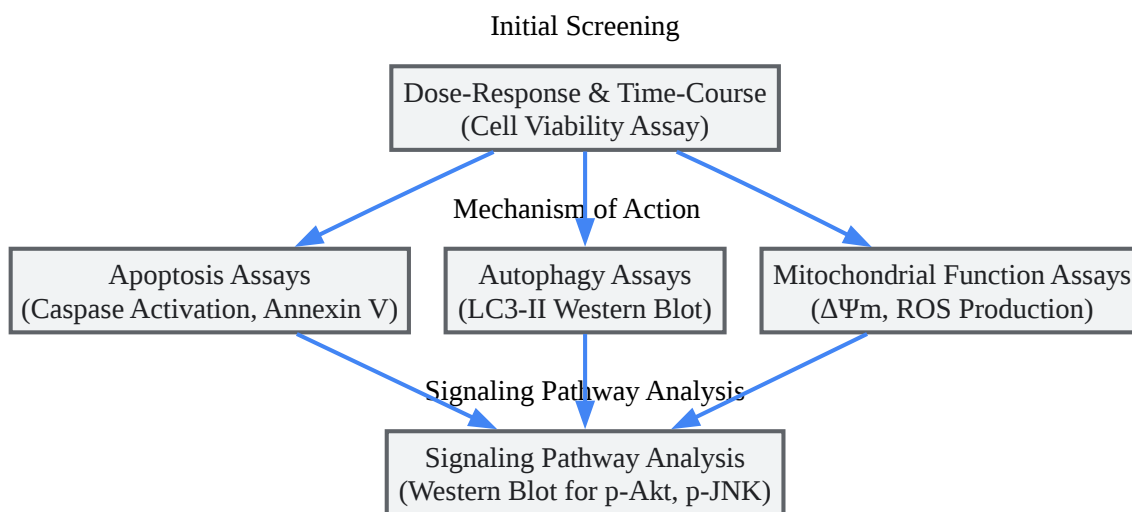 Initial Screening
Dose-Response & Time-Course
(Cell Viability Assay)
Mechanism of Action
Apoptosis Assays
(Caspase Activation, Annexin V)
Autophagy Assays
(LC3-II Western Blot)
Mitochondrial Function Assays
(ΔΨm, ROS Production)
Signaling Pathway Analysis
Signaling Pathway Analysis
(Western Blot for p-Akt, p-JNK)